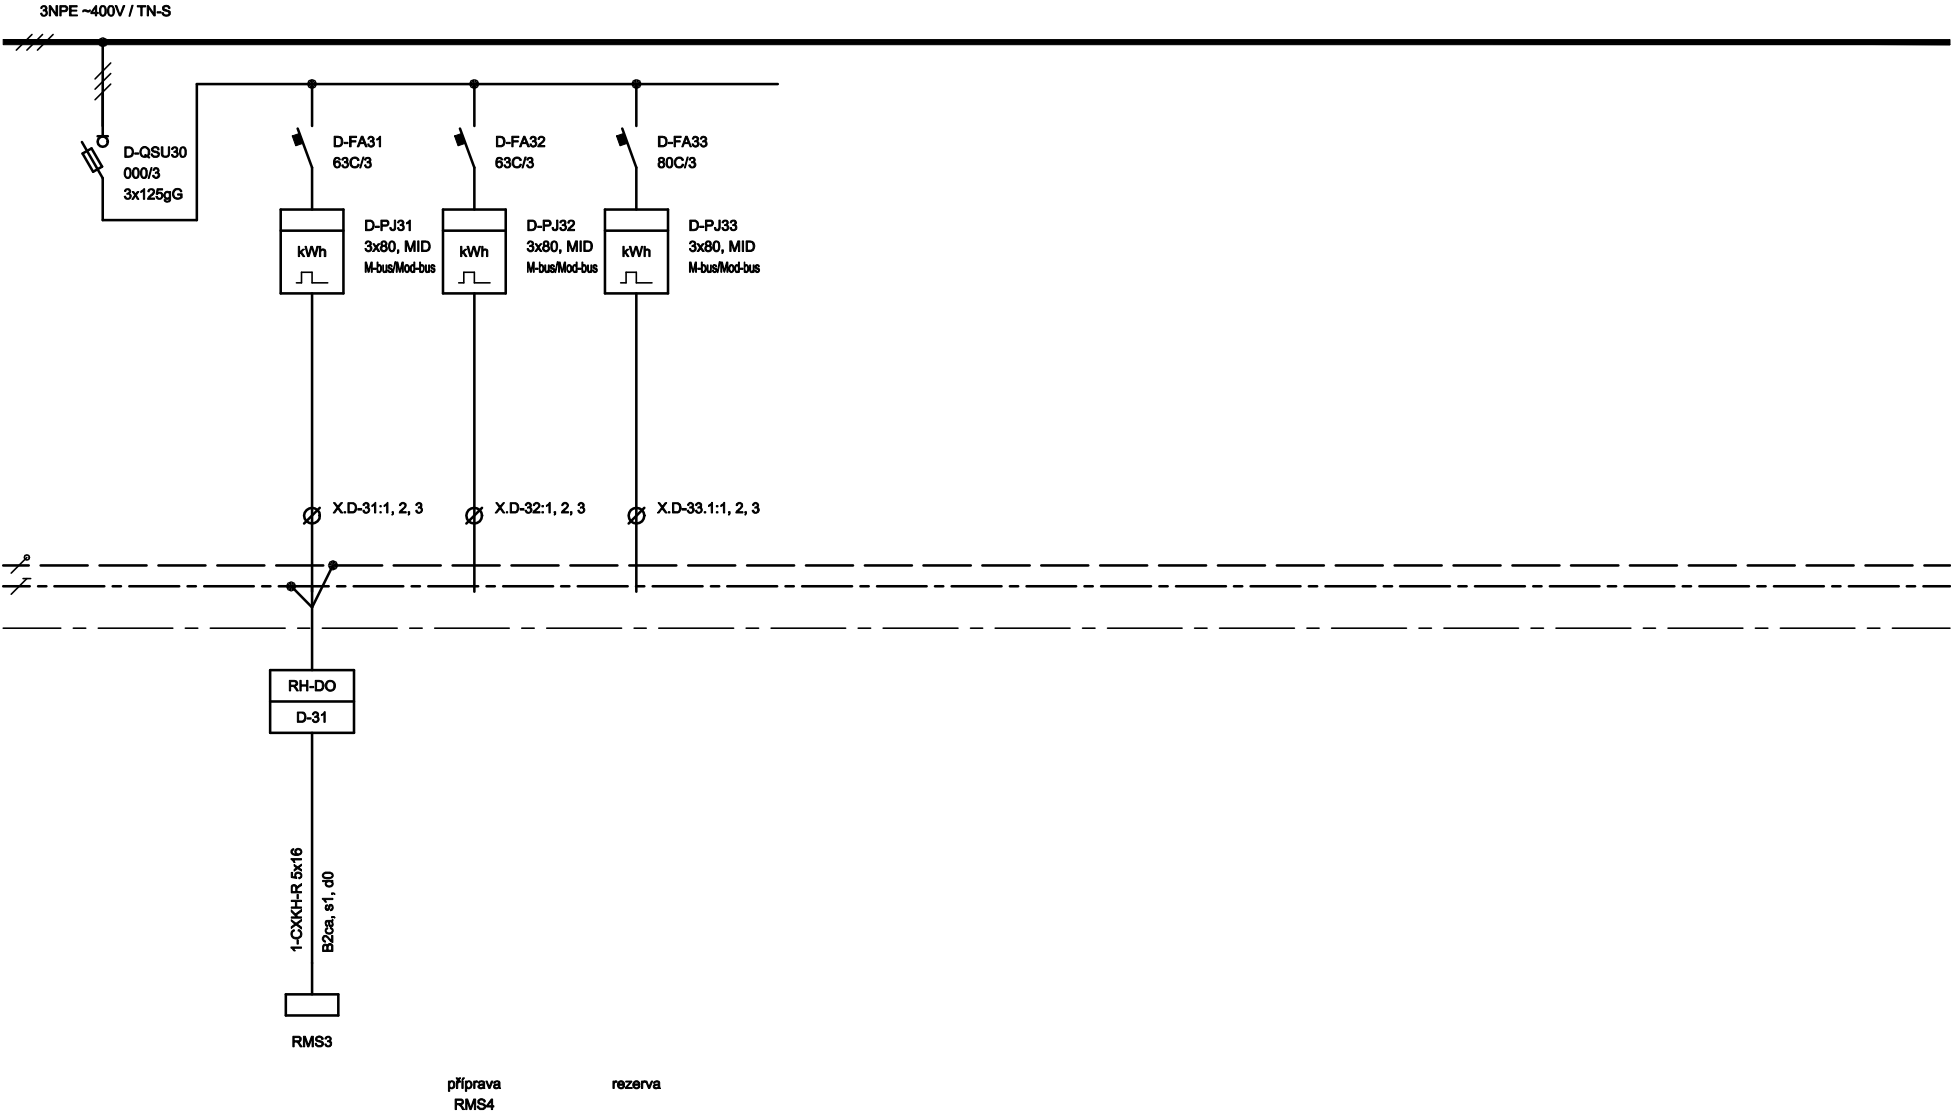 3NPE ~400V / TN-S
D-QSU30
000/3
3x125gG
D-FA31
63C/3
D-FA32
63C/3
D-FA33
80C/3
kWh
D-PJ31
3x80, MID
M-bus/Mod-bus
kWh
D-PJ32
3x80, MID
M-bus/Mod-bus
kWh
D-PJ33
3x80, MID
M-bus/Mod-bus
X.D-31:1, 2, 3
X.D-32:1, 2, 3
X.D-33.1:1, 2, 3
RH-DO
D-31
1-CXKH-R 5x16
B2ca, s1, d0
RMS3
příprava
RMS4
rezerva